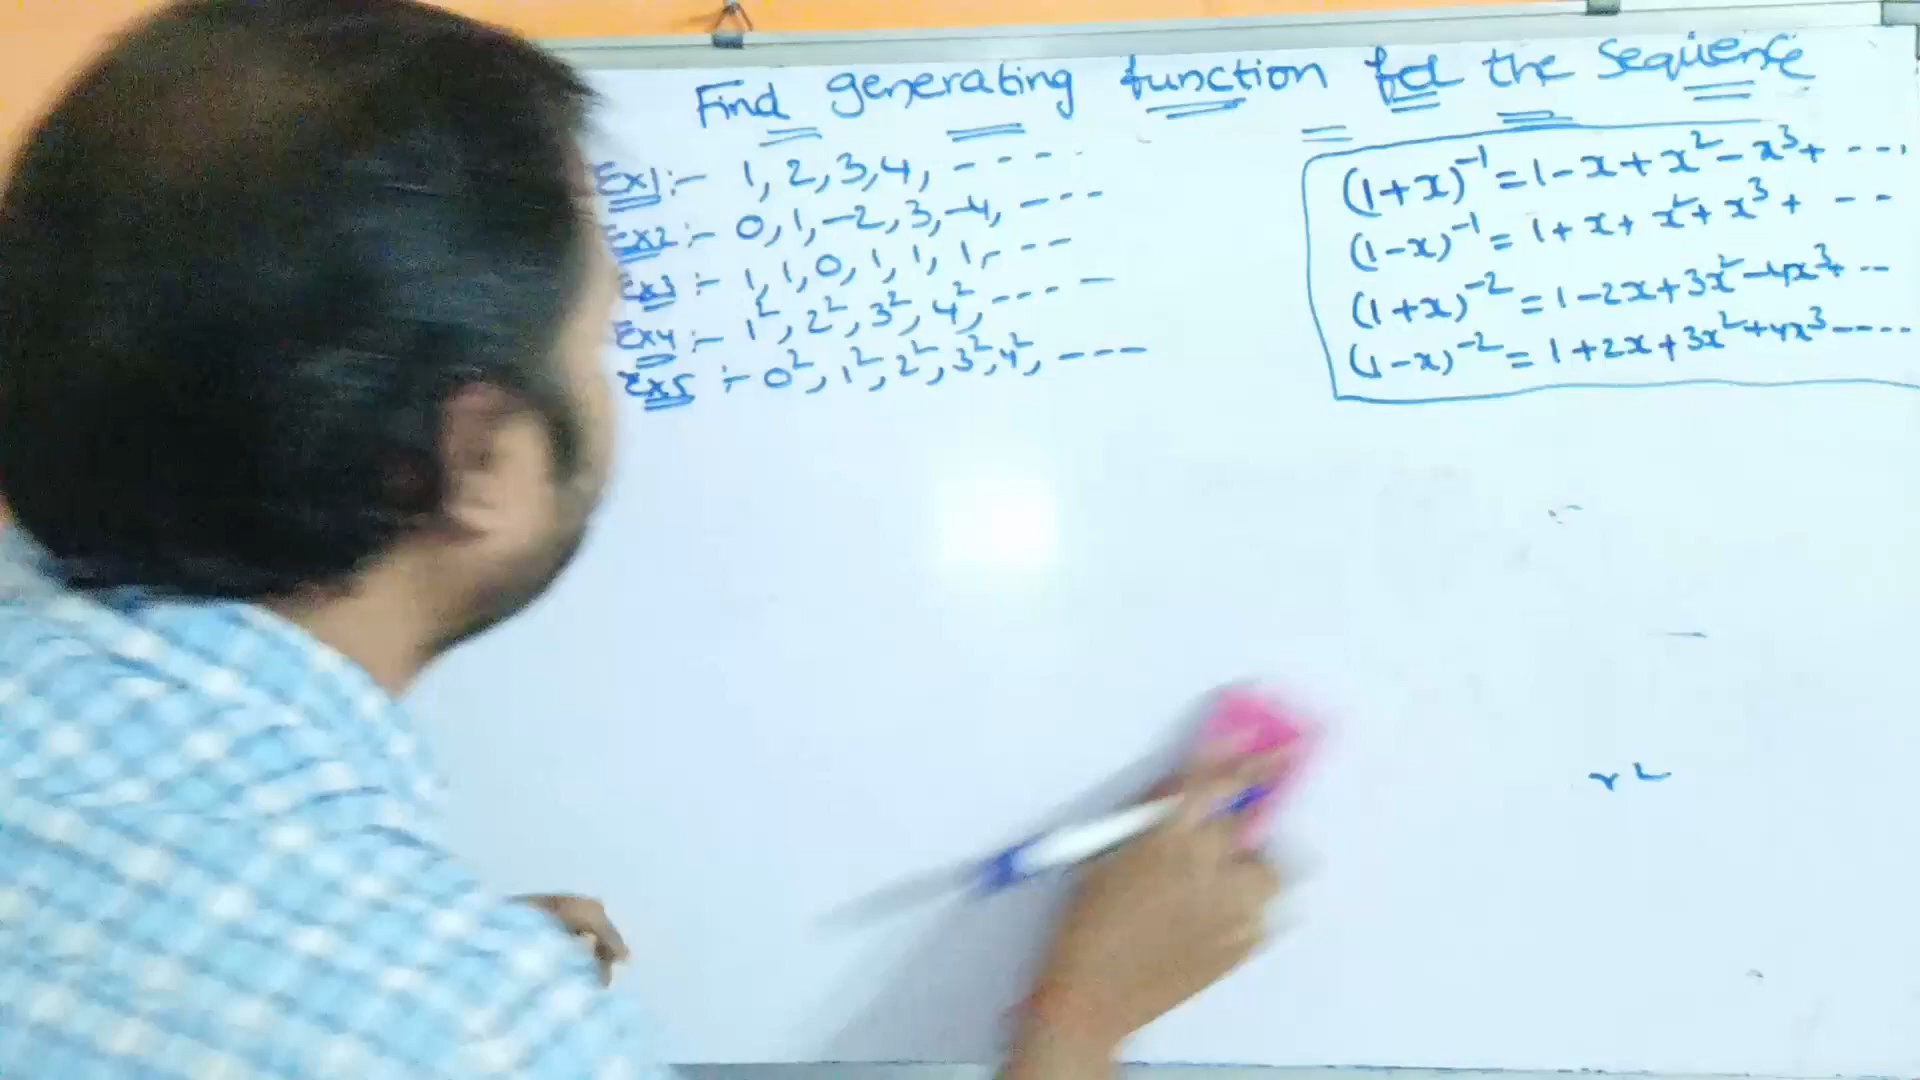 Find generating function for the Sequence
Ex1:- 1, 2, 3, 4, - - - -
Ex2:- 0, 1, -2, 3, -4, - - - -
Ex3:- 1, 1, 0, 1, 1, 1, - - -
Ex4:- 1², 2², 3², 4², - - - -
Ex5:- 0², 1², 2², 3², 4², - - -
(1+x)⁻¹ = 1 - x + x² - x³ + - - -
(1-x)⁻¹ = 1 + x + x² + x³ + - - -
(1+x)⁻² = 1 - 2x + 3x² - 4x³ + - -
(1-x)⁻² = 1 + 2x + 3x² + 4x³ - - - -